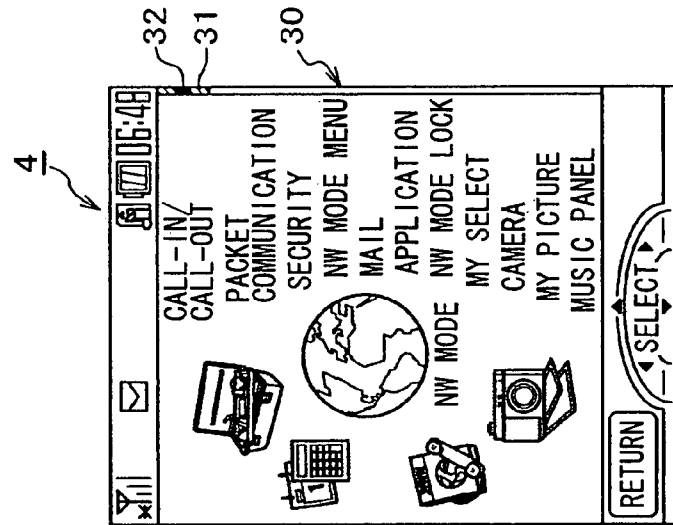 4
06:48
32
31
30
CALL-IN/
CALL-OUT
PACKET
COMMUNICATION
SECURITY
NW MODE MENU
MAIL
APPLICATION
NW MODE LOCK
MY SELECT
CAMERA
MY PICTURE
MUSIC PANEL
NW MODE
RETURN
SELECT